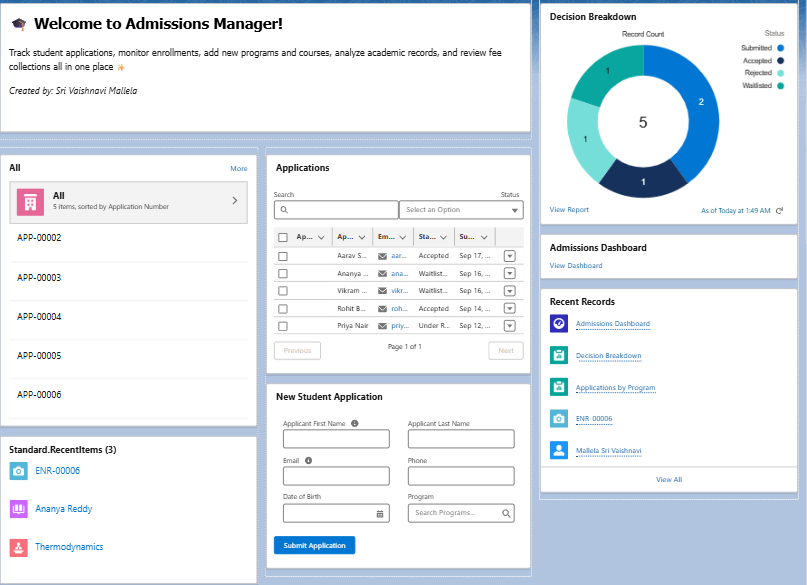 Welcome to Admissions Manager!
Track student applications, monitor enrollments, add new programs and courses, analyze academic records, and review fee
collections all in one place
Created by: Sri Vaishnavi Mallela
All
More
All
5 items, sorted by Application Number
APP-00002
APP-00003
APP-00004
APP-00005
APP-00006
Standard.RecentItems (3)
ENR-00006
Ananya Reddy
Thermodynamics
Applications
Search
Status
Select an Option
Ap... Ap... Em... Sta... Su...
Aarav S... aar... Accepted Sep 17, ...
Ananya ... ana... Waitlist... Sep 16, ...
Vikram ... vikr... Waitlist... Sep 16, ...
Rohit B... roh... Accepted Sep 14, ...
Priya Nair priy... Under R... Sep 12, ...
Previous
Page 1 of 1
Next
New Student Application
Applicant First Name
Applicant Last Name
Email
Phone
Date of Birth
Program
Search Programs...
Submit Application
Decision Breakdown
Record Count
Status
Submitted
Accepted
Rejected
Waitlisted
1
2
5
1
1
View Report
As of Today at 1:49 AM
Admissions Dashboard
View Dashboard
Recent Records
Admissions Dashboard
Decision Breakdown
Applications by Program
ENR-00006
Mallela Sri Vaishnavi
View All